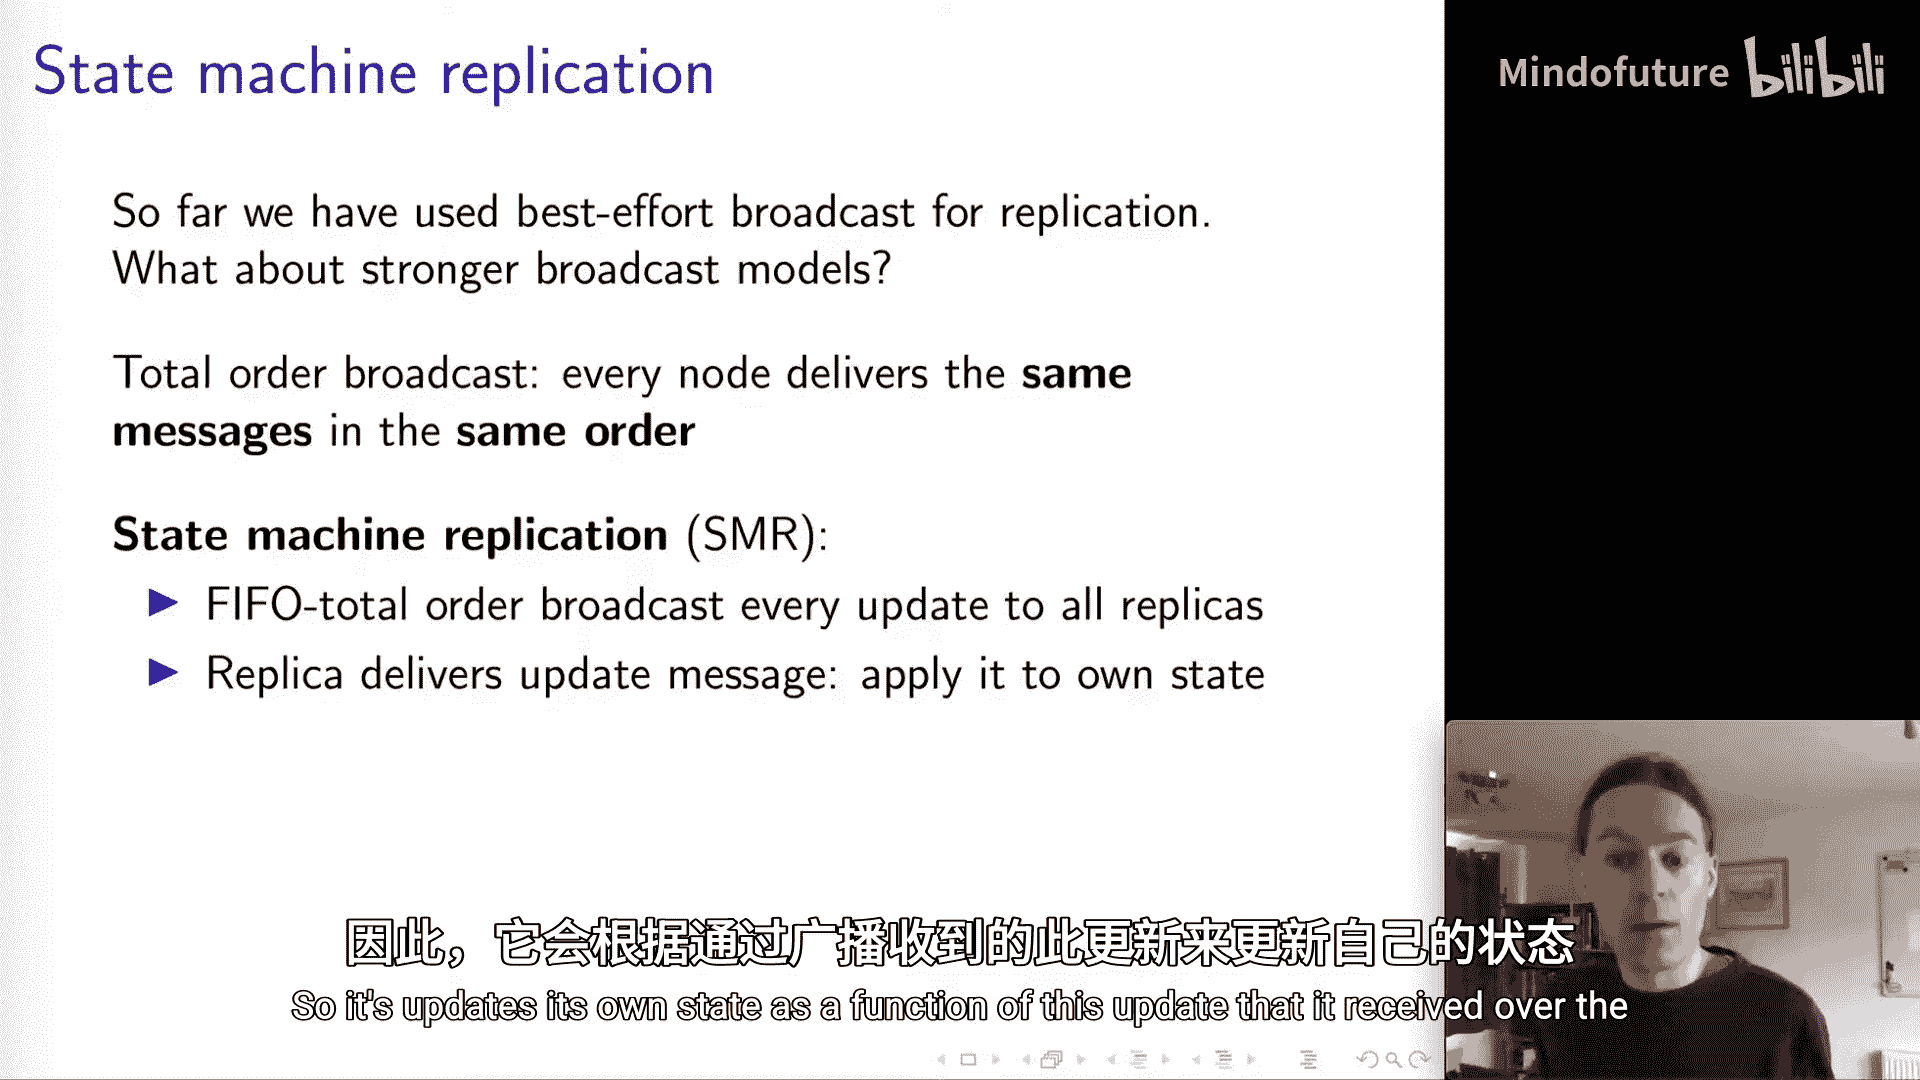 State machine replication
Mindofuture bilibili
So far we have used best-effort broadcast for replication.
What about stronger broadcast models?
Total order broadcast: every node delivers the same
messages in the same order
State machine replication (SMR):
FIFO-total order broadcast every update to all replicas
Replica delivers update message: apply it to own state
因此，它会根据通过广播收到的此更新来更新自己的状态
So it's updates its own state as a function of this update that it received over the